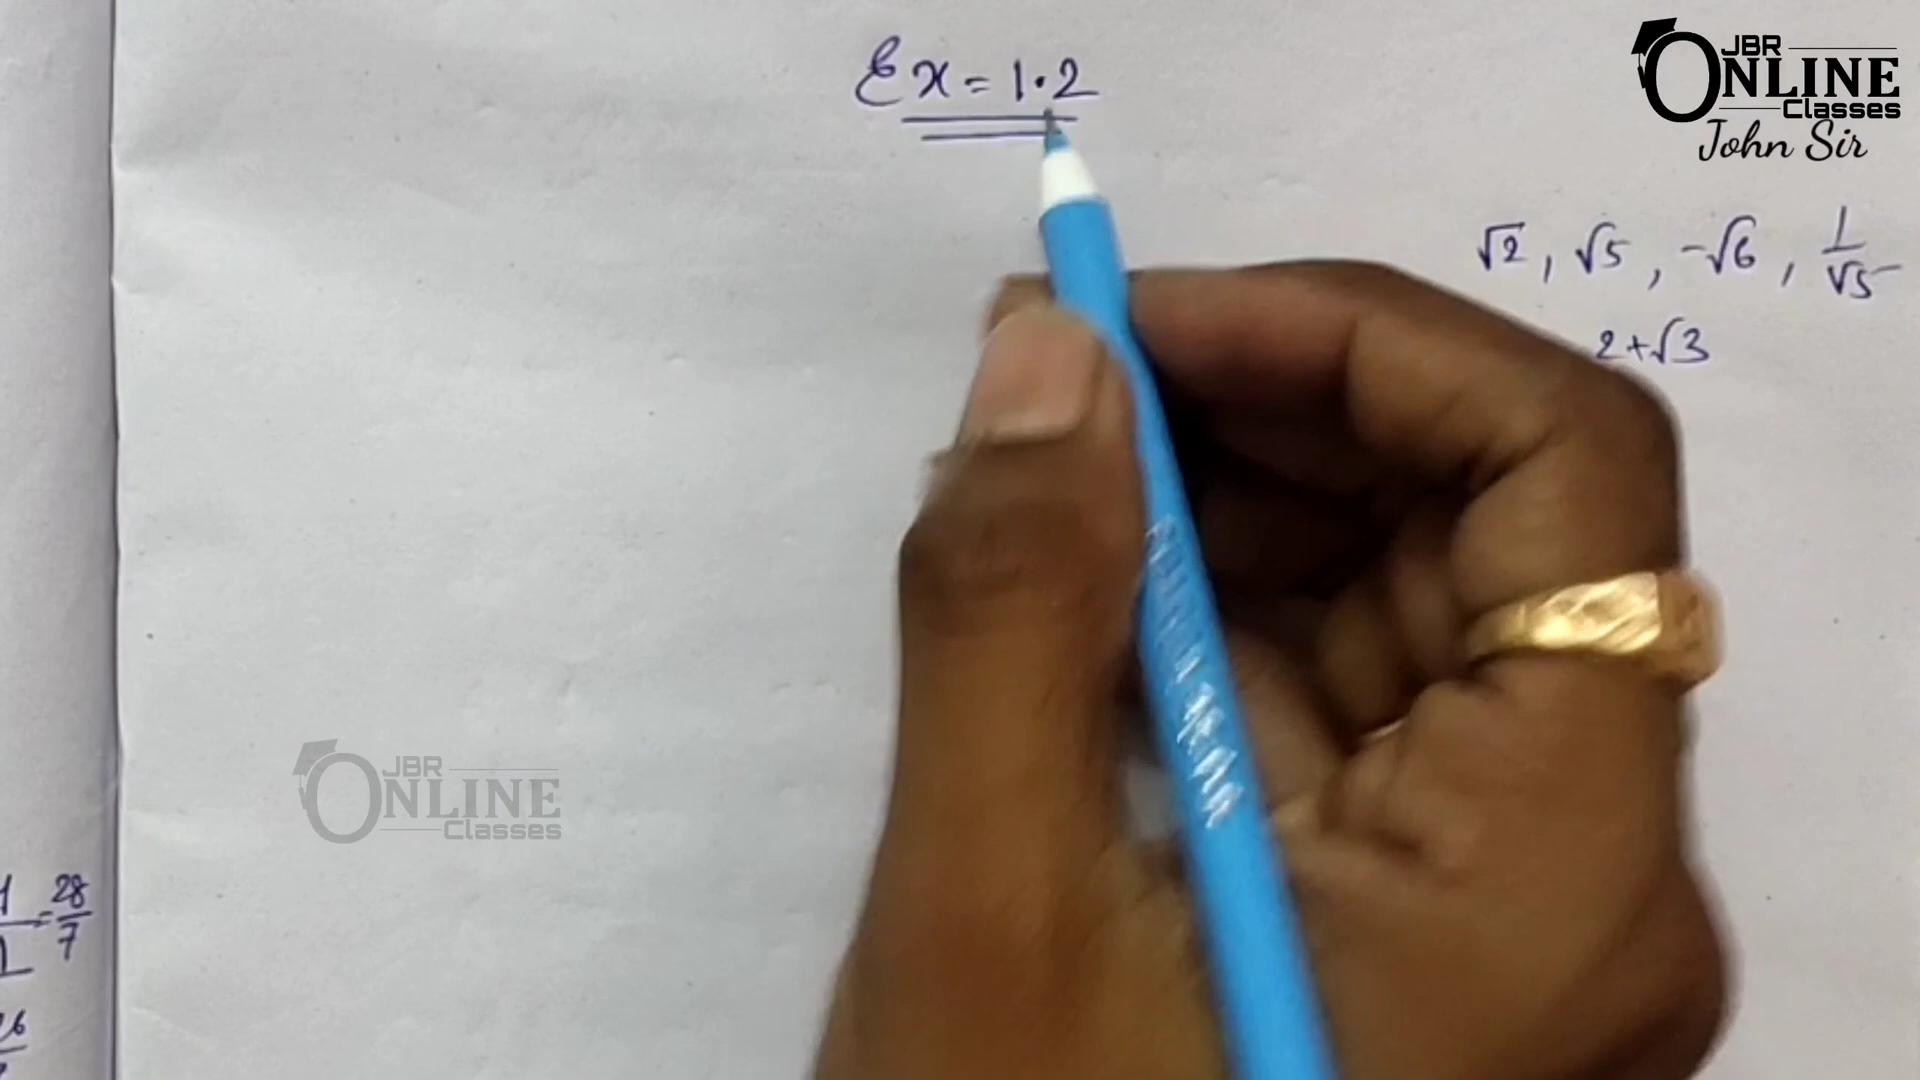 Ex = 1.2
JBR
ONLINE
Classes
John Sir
√2, √5, -√6, 1/√5
2+√3
JBR
ONLINE
Classes
= 28/7
26